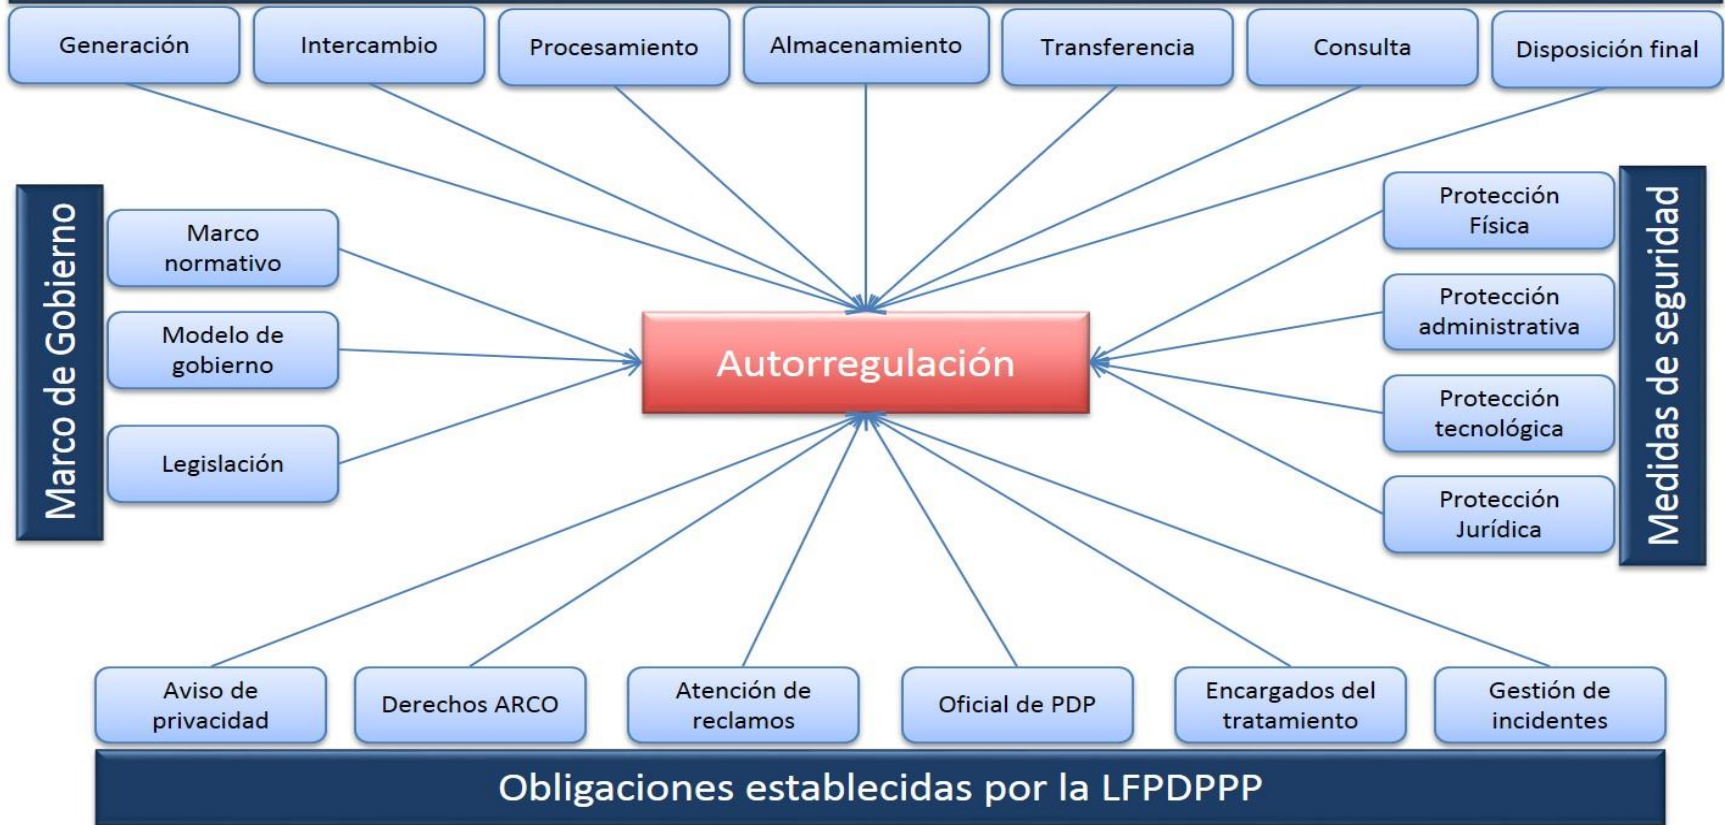 Generación
Intercambio
Procesamiento
Almacenamiento
Transferencia
Consulta
Disposición final
Marco de Gobierno
Marco
normativo
Modelo de
gobierno
Legislación
Autorregulación
Protección
Física
Protección
administrativa
Protección
tecnológica
Protección
Jurídica
Medidas de seguridad
Aviso de
privacidad
Derechos ARCO
Atención de
reclamos
Oficial de PDP
Encargados del
tratamiento
Gestión de
incidentes
Obligaciones establecidas por la LFPDPPP